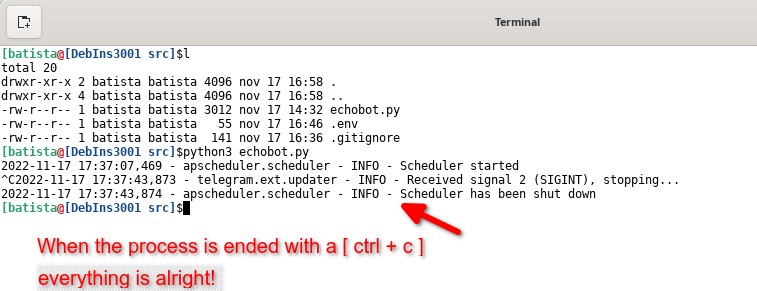 Terminal
[batista@[DebIns3001 src]$l
total 20
drwxr-xr-x 2 batista batista 4096 nov 17 16:58 .
drwxr-xr-x 4 batista batista 4096 nov 17 16:58 ..
-rw-r--r-- 1 batista batista 3012 nov 17 14:32 echobot.py
-rw-r--r-- 1 batista batista   55 nov 17 16:46 .env
-rw-r--r-- 1 batista batista  141 nov 17 16:36 .gitignore
[batista@[DebIns3001 src]$python3 echobot.py
2022-11-17 17:37:07,469 - apscheduler.scheduler - INFO - Scheduler started
^C2022-11-17 17:37:43,873 - telegram.ext.updater - INFO - Received signal 2 (SIGINT), stopping...
2022-11-17 17:37:43,874 - apscheduler.scheduler - INFO - Scheduler has been shut down
[batista@[DebIns3001 src]$
When the process is ended with a [ ctrl + c ]
everything is alright!